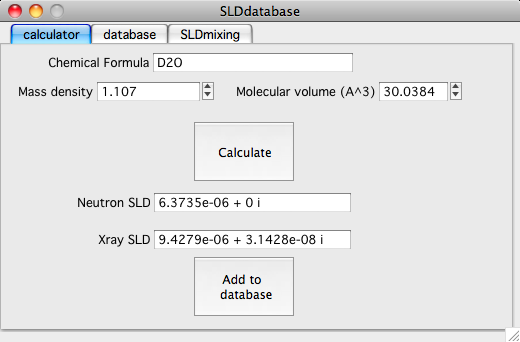 SLDdatabase
calculator database SLDmixing
Chemical Formula D2O
Mass density 1.107 Molecular volume (A^3) 30.0384
Calculate
Neutron SLD 6.3735e-06 + 0 i
Xray SLD 9.4279e-06 + 3.1428e-08 i
Add to
database